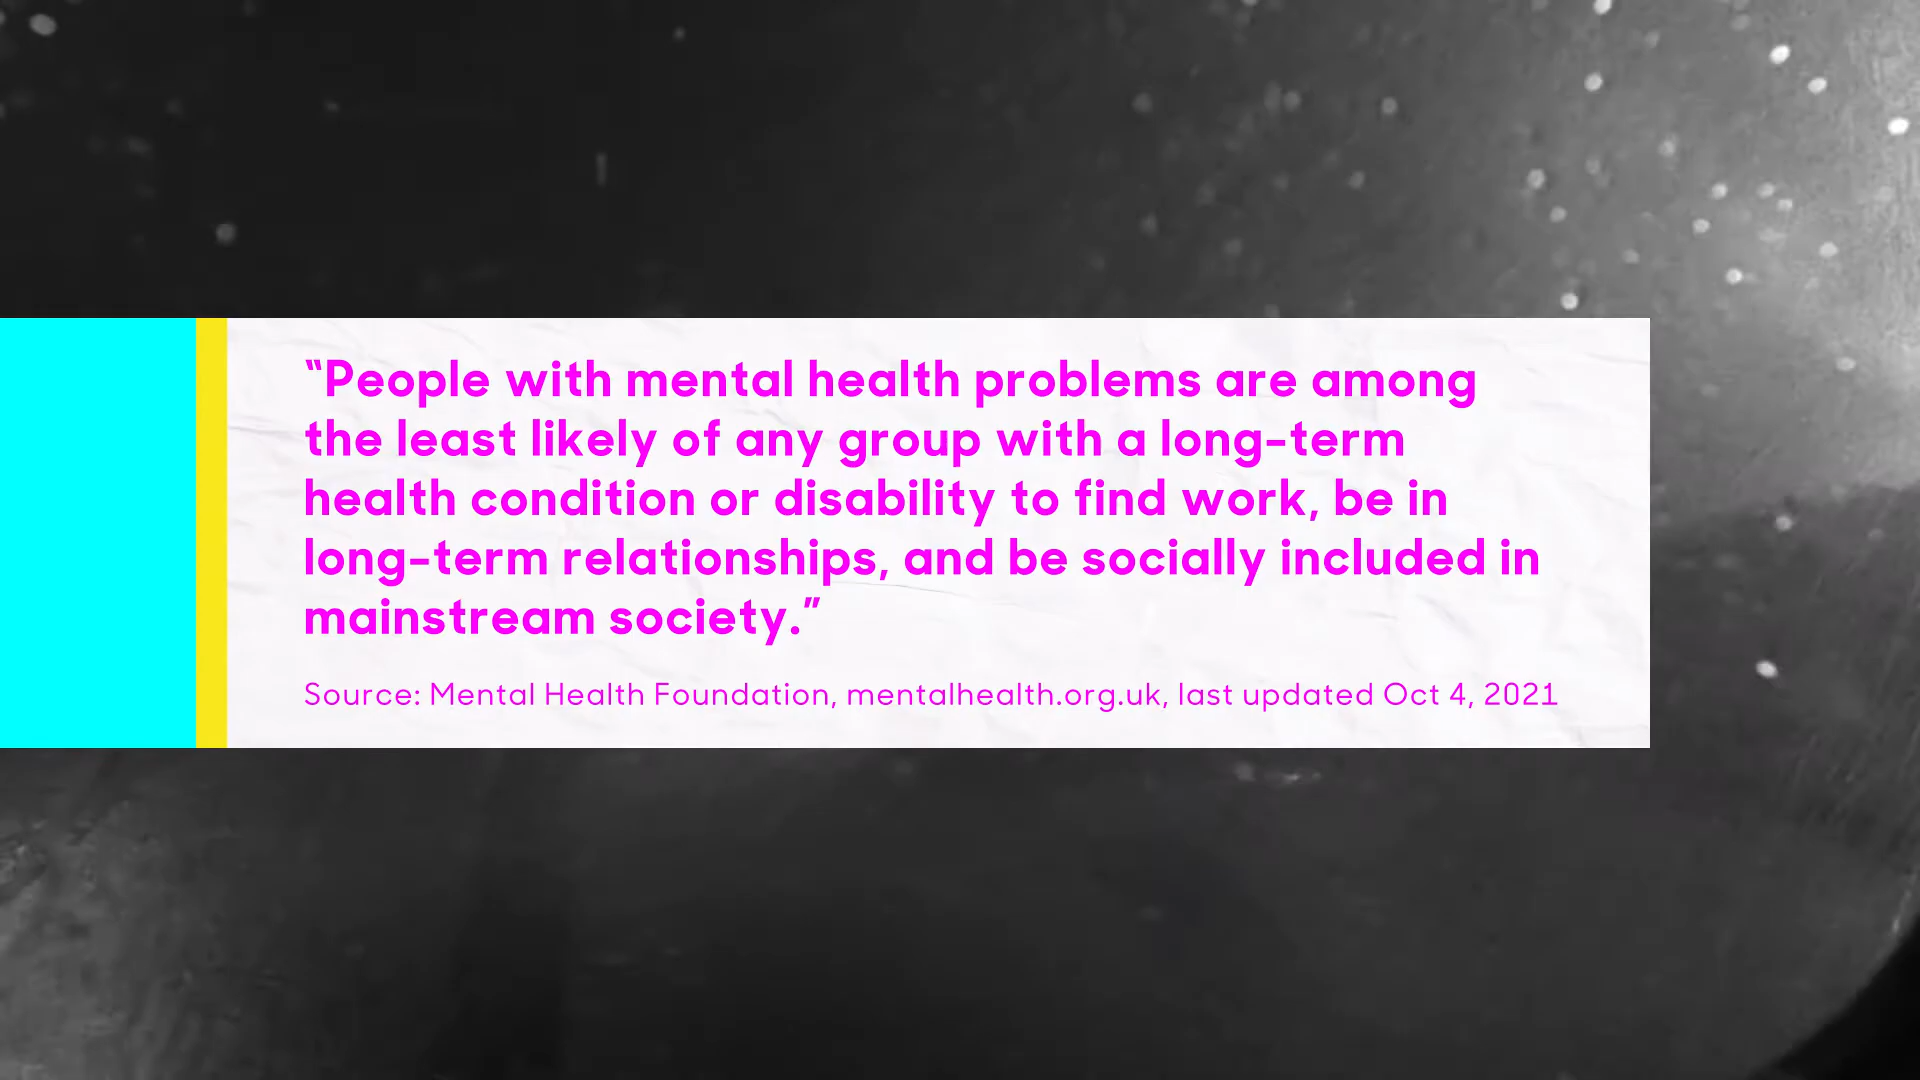 “People with mental health problems are among
the least likely of any group with a long-term
health condition or disability to find work, be in
long-term relationships, and be socially included in
mainstream society.”
Source: Mental Health Foundation, mentalhealth.org.uk, last updated Oct 4, 2021